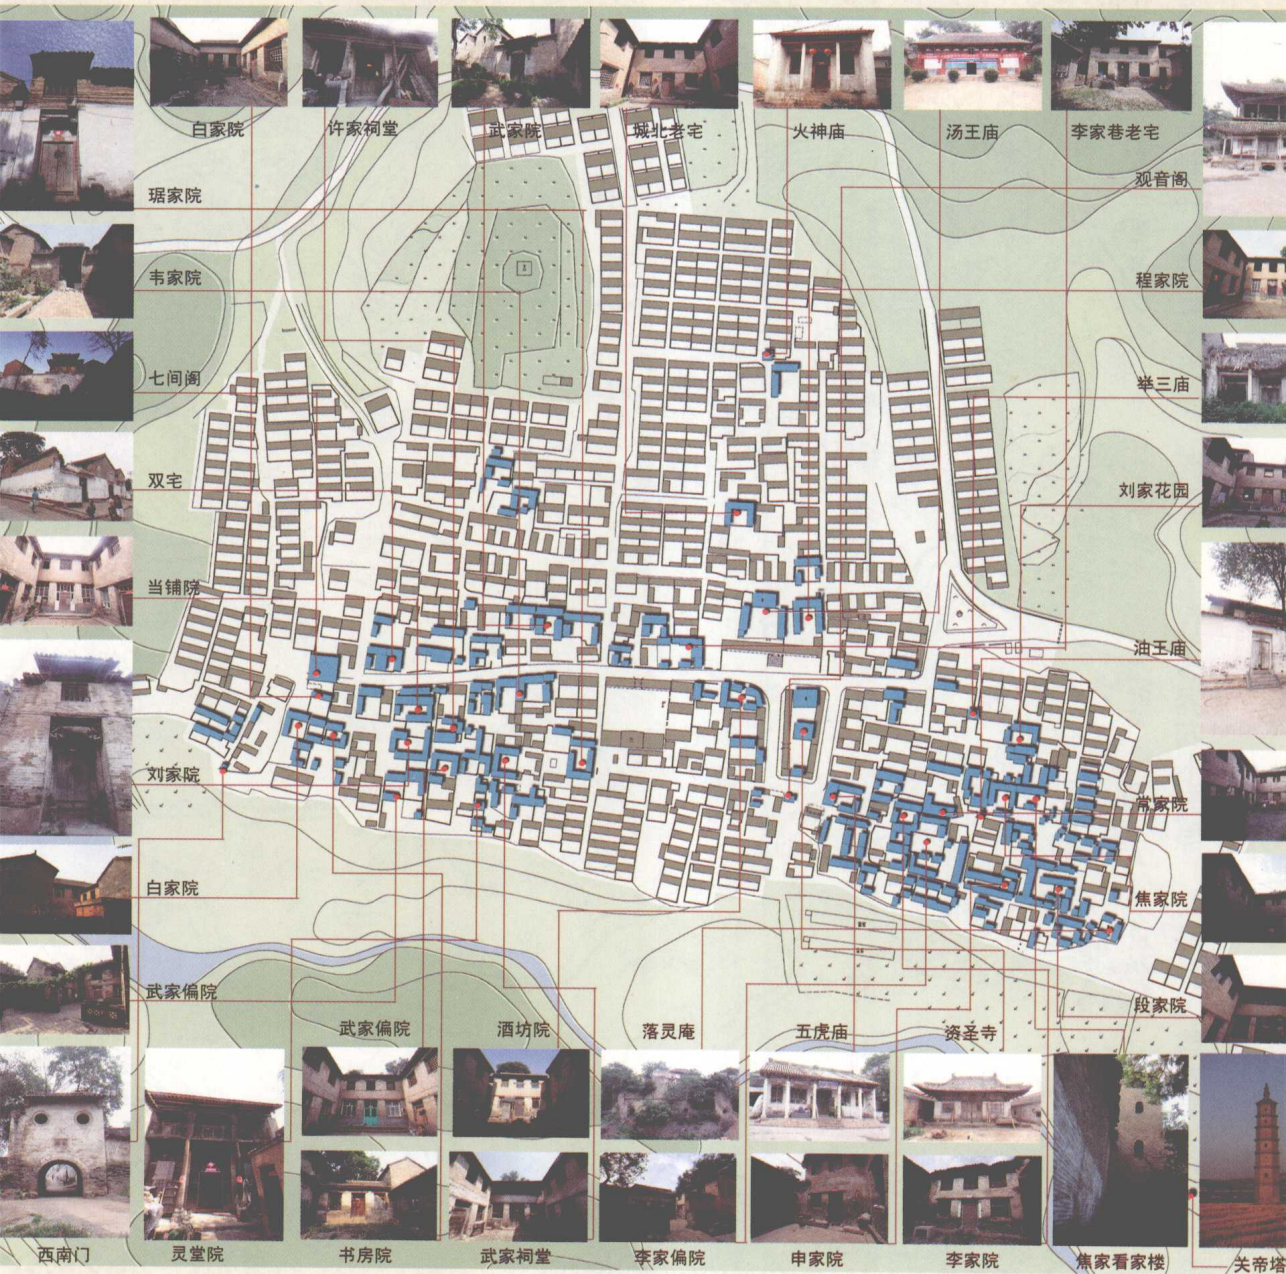 白家院
许家祠堂
武家院
城北老宅
火神庙
汤王庙
李家巷老宅
琚家院
观音阁
韦家院
程家院
七间阁
举三庙
双宅
刘家花园
当铺院
油王庙
刘家院
常家院
白家院
焦家院
武家偏院
段家院
武家偏院
酒坊院
落灵庵
五虎庙
资圣寺
西南门
灵堂院
书房院
武家祠堂
李家偏院
申家院
李家院
焦家看家楼
关帝塔